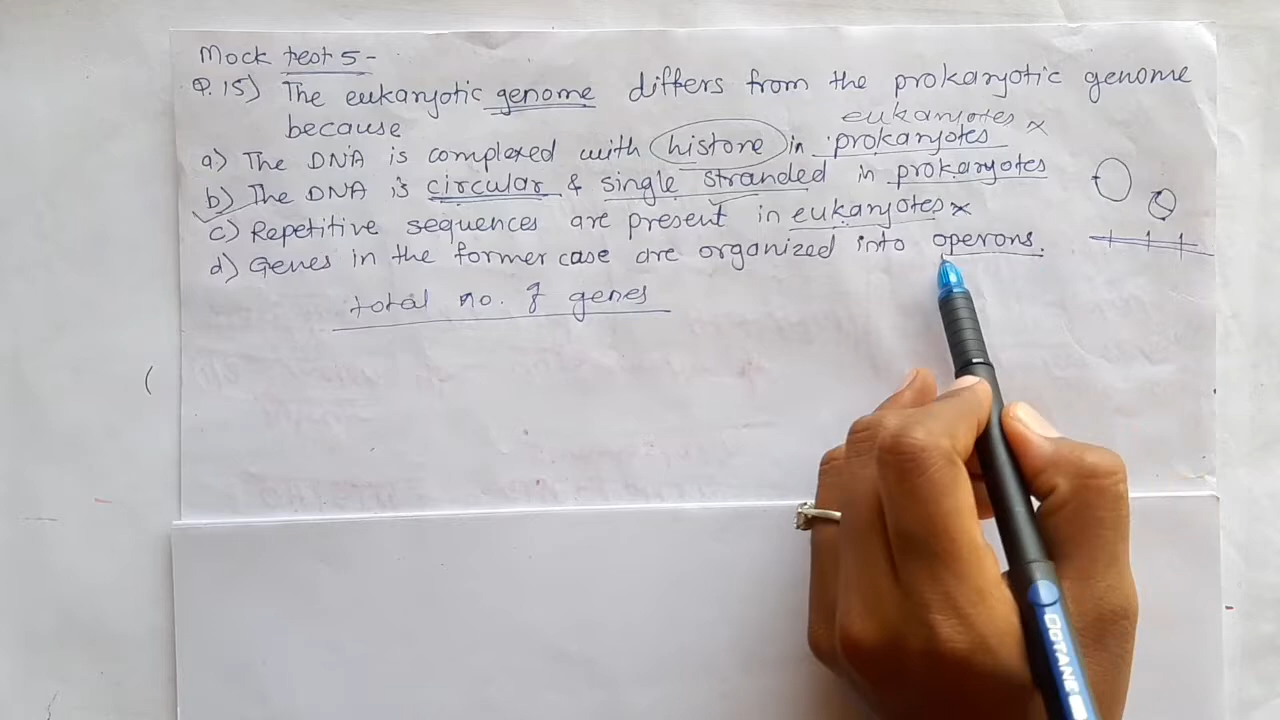 Mock test 5-
Q.15) The eukaryotic genome differs from the prokaryotic genome
because
eukaryotes x
a) The DNA is complexed with histone in prokaryotes
b) The DNA is circular & single stranded in prokaryotes
c) Repetitive sequences are present in eukaryotes x
d) Genes in the former case are organized into operons.
total no. of genes
OCTANE